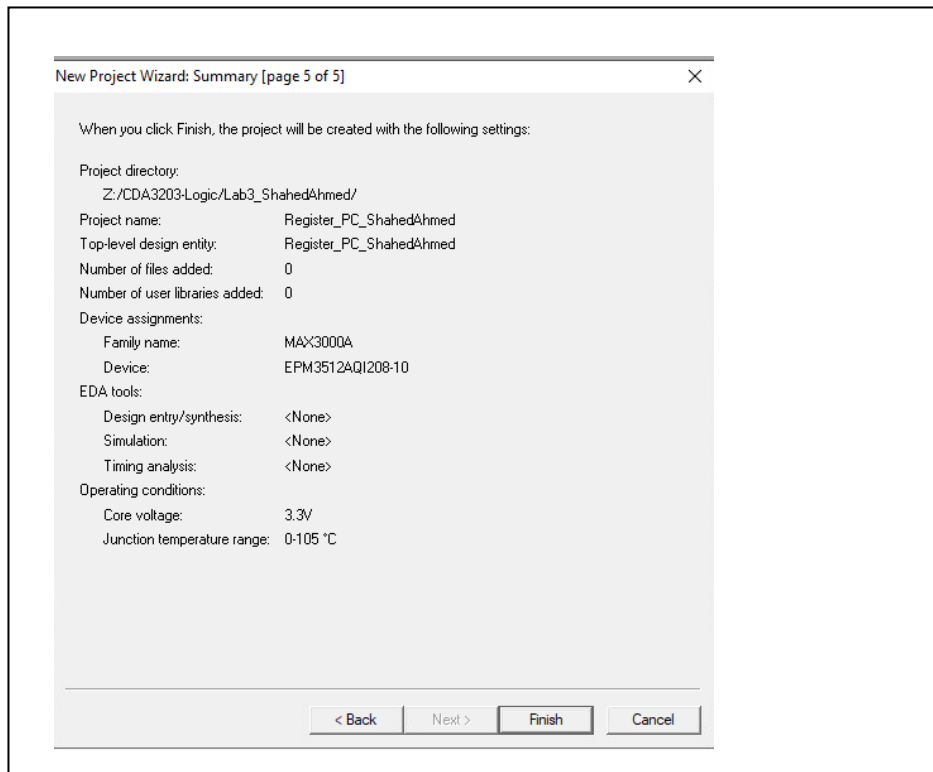 New Project Wizard: Summary [page 5 of 5]
When you click Finish, the project will be created with the following settings:
Project directory:
Z:/CDA3203-Logic/Lab3_ShahedAhmed/
Project name: Register_PC_ShahedAhmed
Top-level design entity: Register_PC_ShahedAhmed
Number of files added: 0
Number of user libraries added: 0
Device assignments:
Family name: MAX3000A
Device: EPM3512AQI208-10
EDA tools:
Design entry/synthesis: <None>
Simulation: <None>
Timing analysis: <None>
Operating conditions:
Core voltage: 3.3V
Junction temperature range: 0-105 °C
< Back Next > Finish Cancel